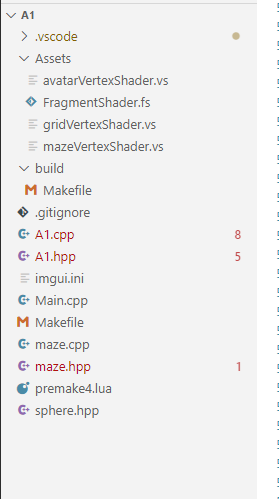 A1
.vscode
Assets
avatarVertexShader.vs
FragmentShader.fs
gridVertexShader.vs
mazeVertexShader.vs
build
Makefile
.gitignore
A1.cpp 8
A1.hpp 5
imgui.ini
Main.cpp
Makefile
maze.cpp
maze.hpp 1
premake4.lua
sphere.hpp